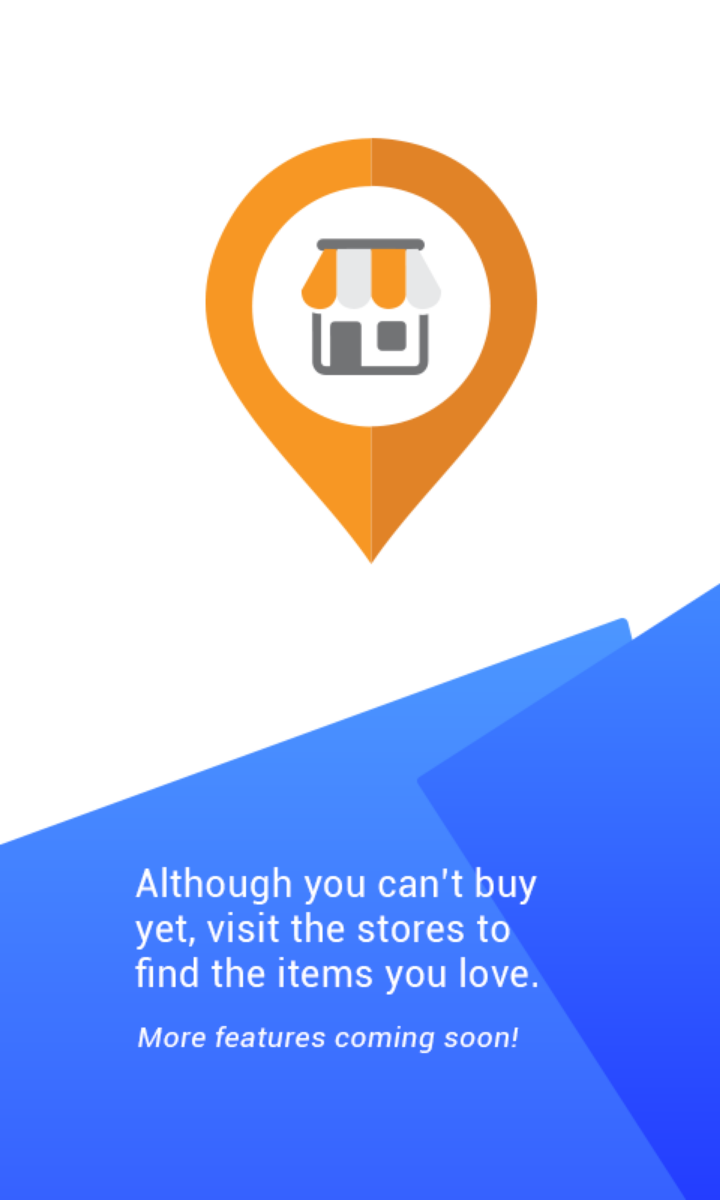 Although you can't buy
yet, visit the stores to
find the items you love.
More features coming soon!